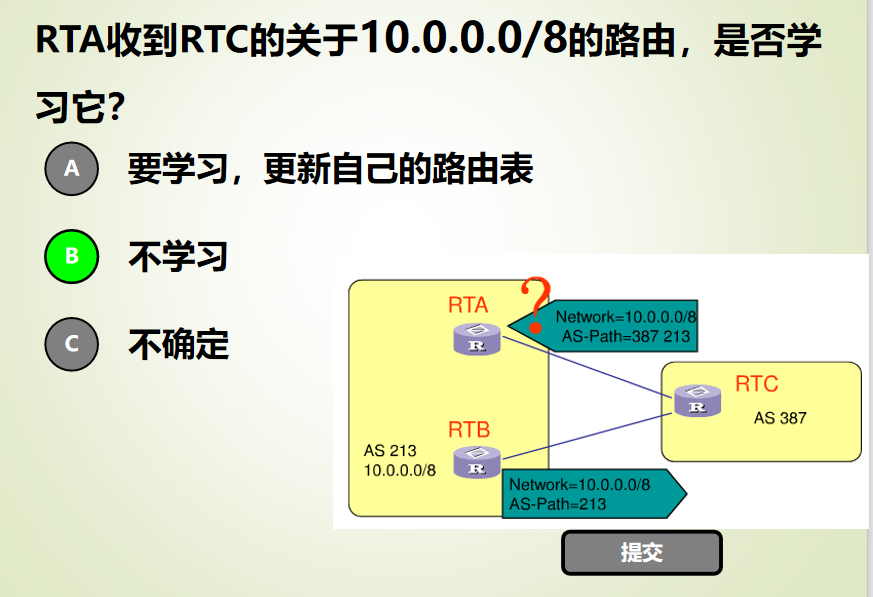 RTA收到RTC的关于10.0.0.0/8的路由，是否学
习它？
A 要学习，更新自己的路由表
B 不学习
C 不确定
RTA
?
Network=10.0.0.0/8
AS-Path=387 213
R
RTC
R
AS 387
RTB
AS 213
10.0.0.0/8
R
Network=10.0.0.0/8
AS-Path=213
提交